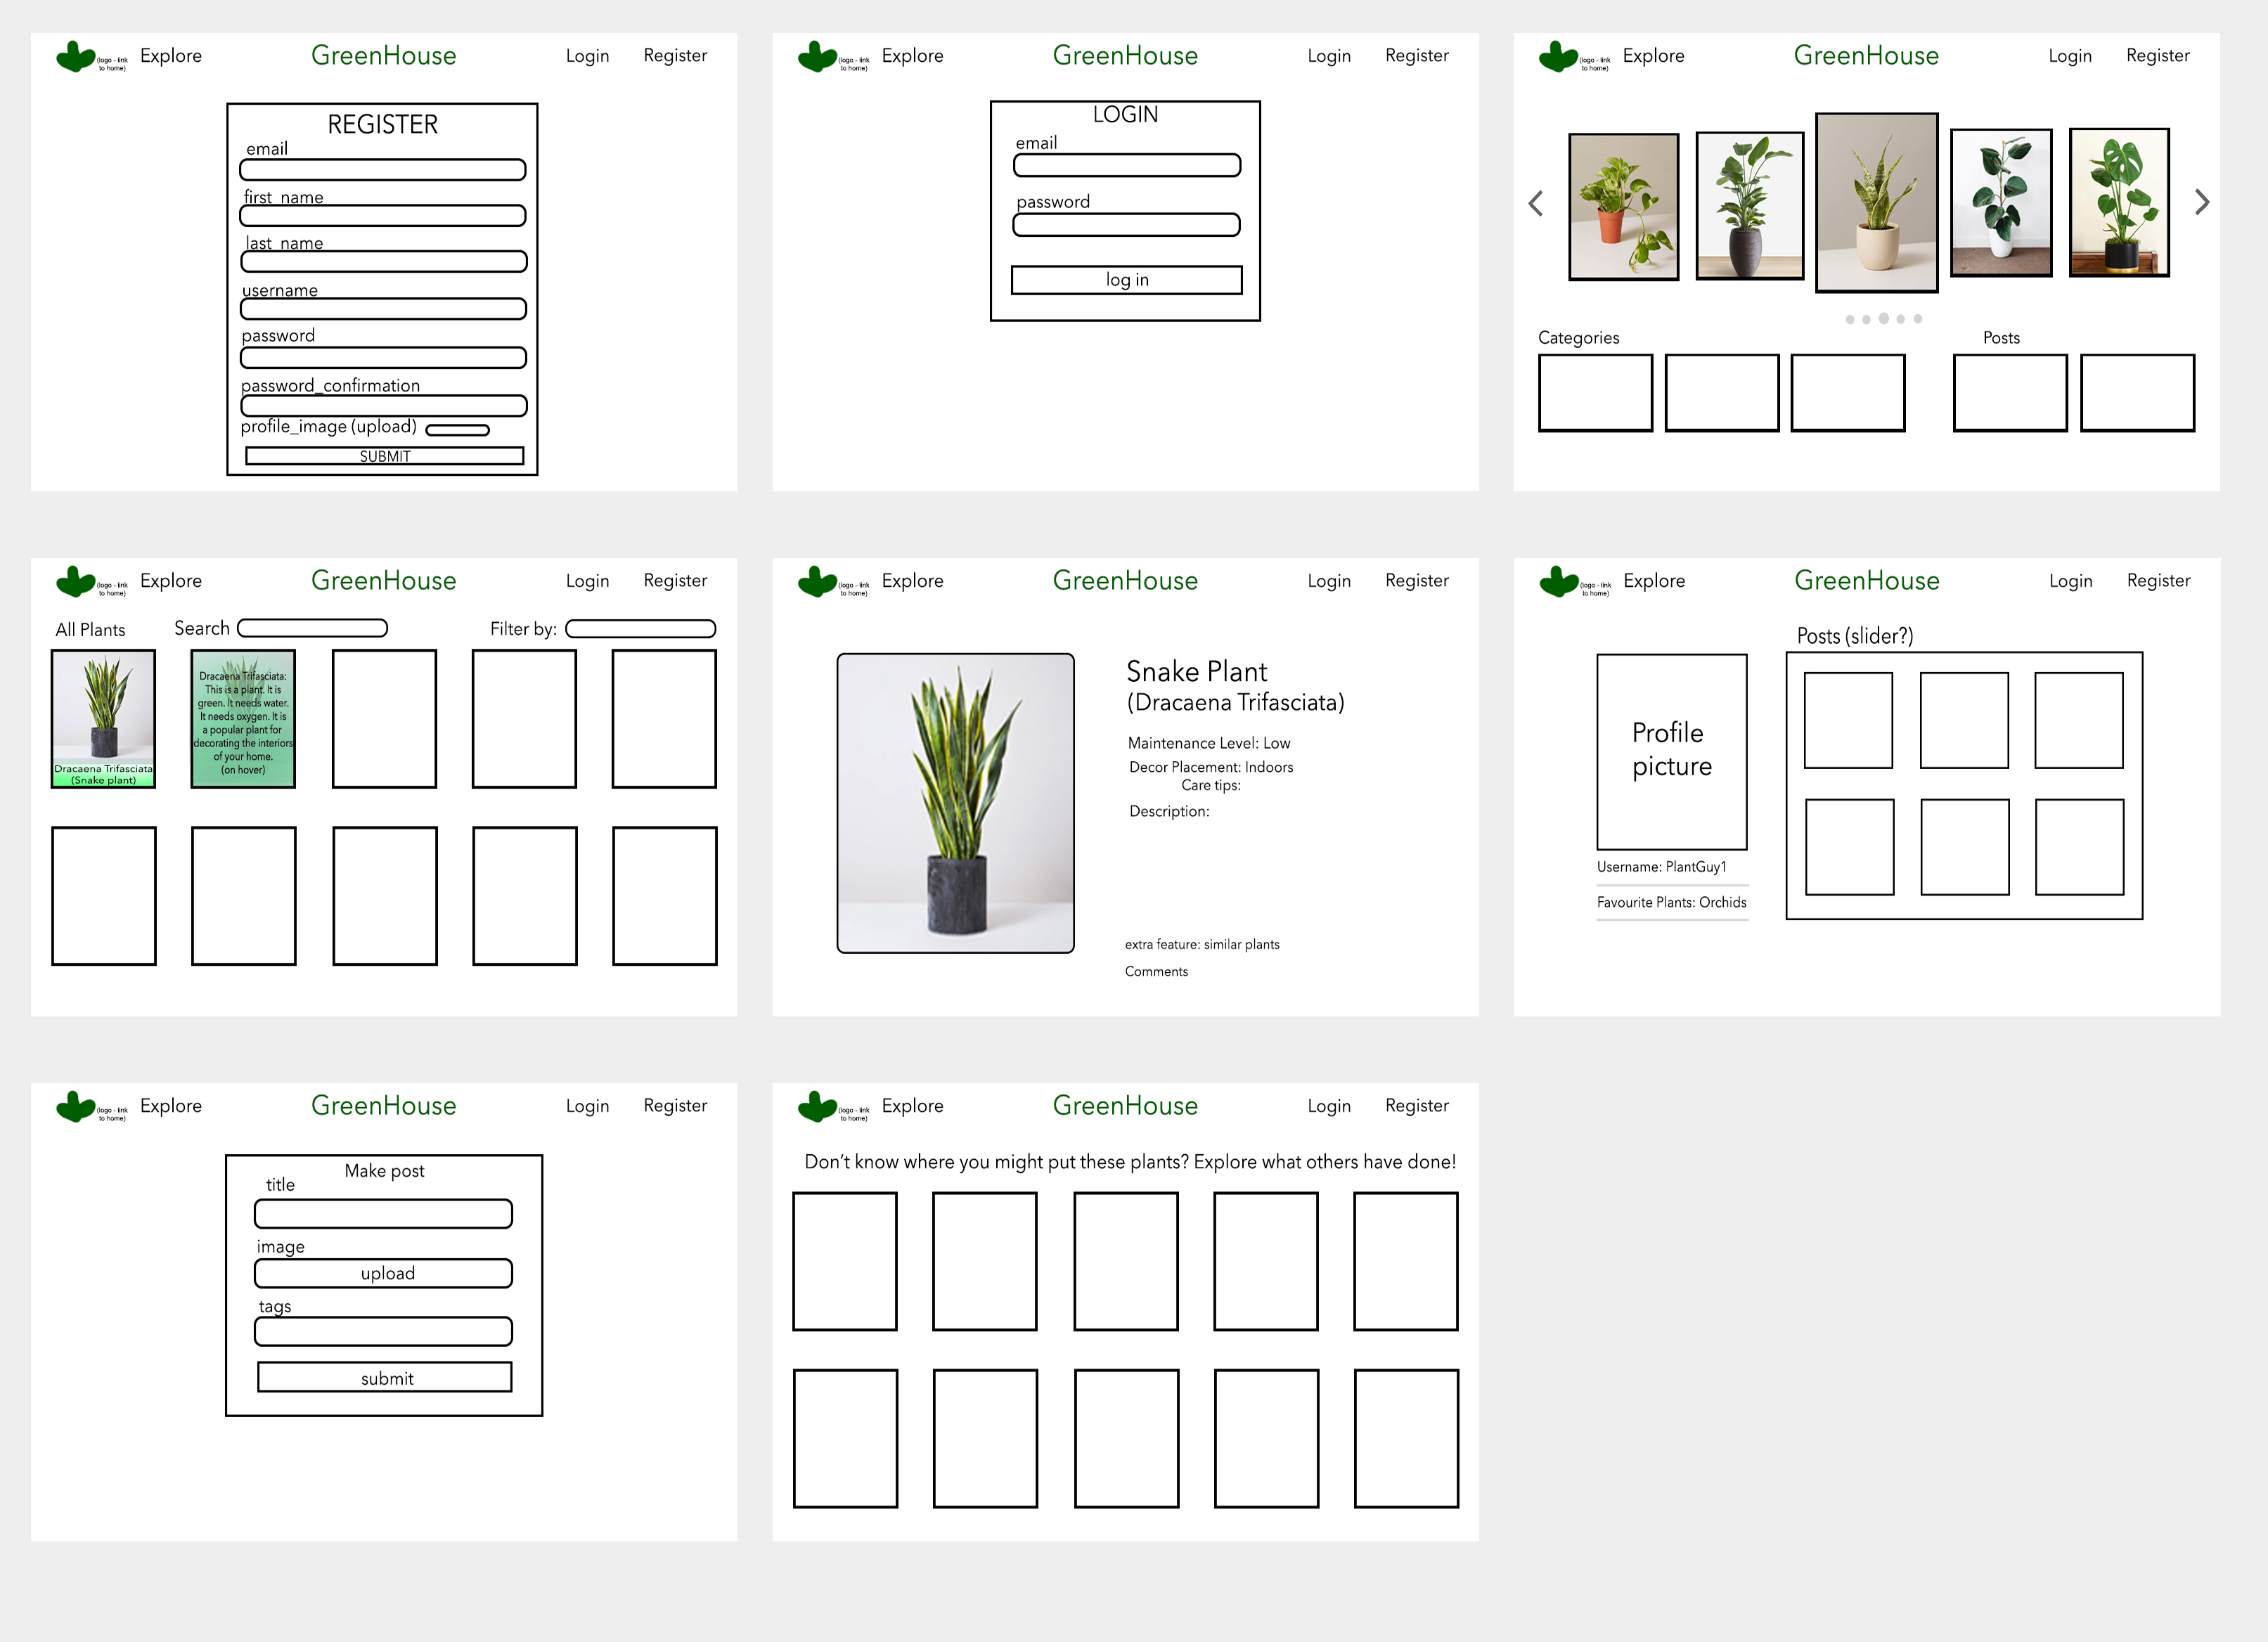 (logo - link
to home)
Explore
GreenHouse
Login
Register
REGISTER
email
first_name
last_name
username
password
password_confirmation
profile_image (upload)
SUBMIT
(logo - link
to home)
Explore
GreenHouse
Login
Register
LOGIN
email
password
log in
(logo - link
to home)
Explore
GreenHouse
Login
Register
Categories
Posts
(logo - link
to home)
Explore
GreenHouse
Login
Register
All Plants
Search
Filter by:
Dracaena Trifasciata
(Snake plant)
Dracaena Trifasciata:
This is a plant. It is
green. It needs water.
It needs oxygen. It is
a popular plant for
decorating the interiors
of your home.
(on hover)
(logo - link
to home)
Explore
GreenHouse
Login
Register
Snake Plant
(Dracaena Trifasciata)
Maintenance Level: Low
Decor Placement: Indoors
Care tips:
Description:
extra feature: similar plants
Comments
(logo - link
to home)
Explore
GreenHouse
Login
Register
Posts (slider?)
Profile
picture
Username: PlantGuy1
Favourite Plants: Orchids
(logo - link
to home)
Explore
GreenHouse
Login
Register
Make post
title
image
upload
tags
submit
(logo - link
to home)
Explore
GreenHouse
Login
Register
Don't know where you might put these plants? Explore what others have done!